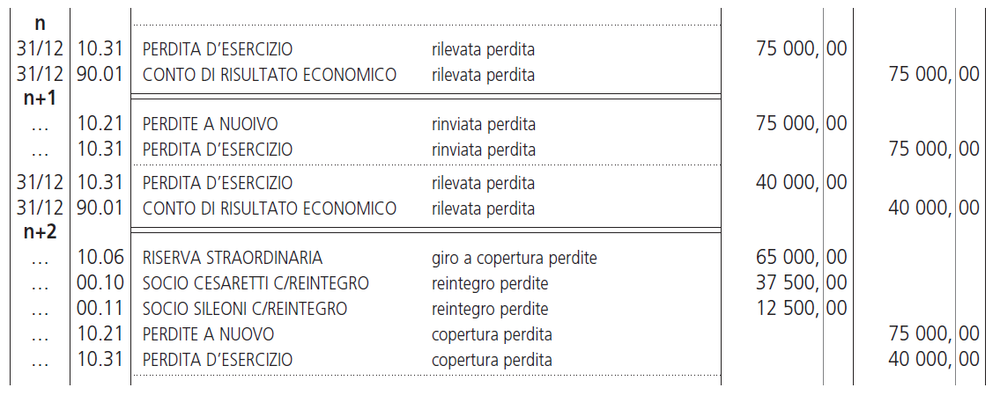 n
31/12 10.31 PERDITA D'ESERCIZIO rilevata perdita 75 000, 00
31/12 90.01 CONTO DI RISULTATO ECONOMICO rilevata perdita 75 000, 00
n+1
... 10.21 PERDITE A NUOIVO rinviata perdita 75 000, 00
... 10.31 PERDITA D'ESERCIZIO rinviata perdita 75 000, 00
31/12 10.31 PERDITA D'ESERCIZIO rilevata perdita 40 000, 00
31/12 90.01 CONTO DI RISULTATO ECONOMICO rilevata perdita 40 000, 00
n+2
... 10.06 RISERVA STRAORDINARIA giro a copertura perdite 65 000, 00
... 00.10 SOCIO CESARETTI C/REINTEGRO reintegro perdite 37 500, 00
... 00.11 SOCIO SILEONI C/REINTEGRO reintegro perdite 12 500, 00
... 10.21 PERDITE A NUOVO copertura perdita 75 000, 00
... 10.31 PERDITA D'ESERCIZIO copertura perdita 40 000, 00